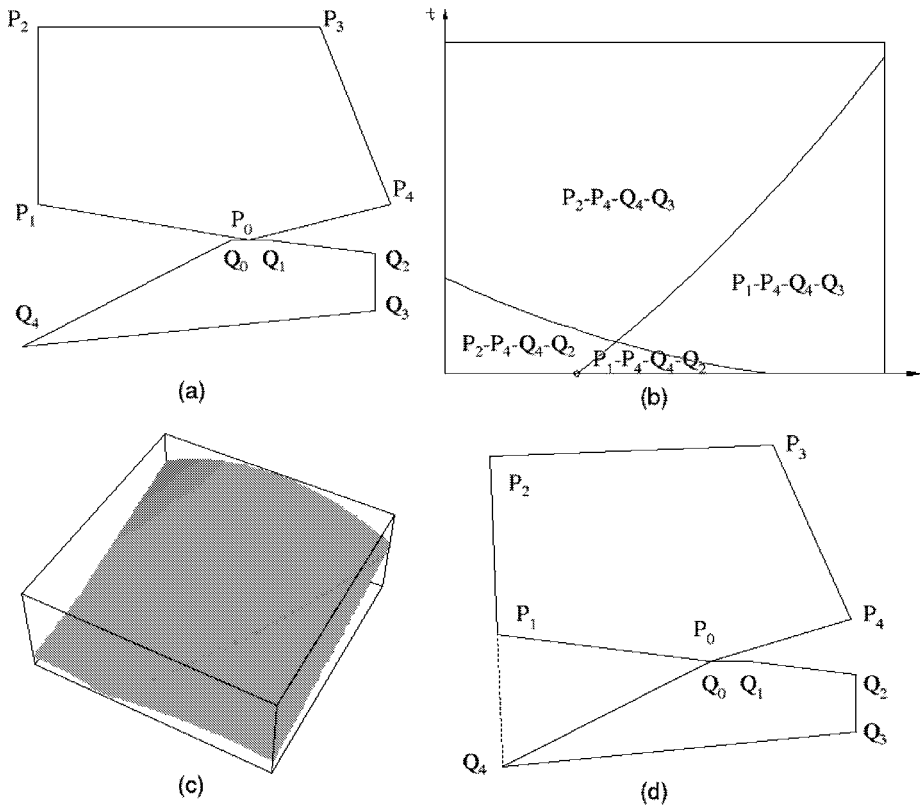 P2
P3
P1
P0
P4
Q0
Q1
Q2
Q3
Q4
(a)
t
P2-P4-Q4-Q3
P1-P4-Q4-Q3
P2-P4-Q4-Q2
P1-P4-Q4-Q2
(b)
(c)
P3
P2
P1
P0
P4
Q0
Q1
Q2
Q3
Q4
(d)